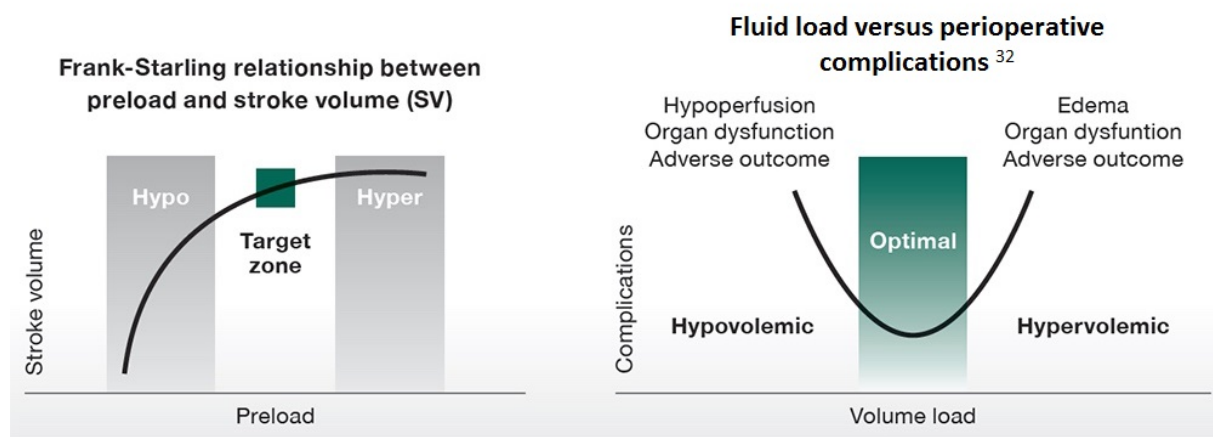 Frank-Starling relationship between
preload and stroke volume (SV)
Hypo
Hyper
Target
zone
Stroke volume
Preload
Fluid load versus perioperative
complications 32
Hypoperfusion
Organ dysfunction
Adverse outcome
Edema
Organ dysfuntion
Adverse outcome
Optimal
Hypovolemic
Hypervolemic
Complications
Volume load